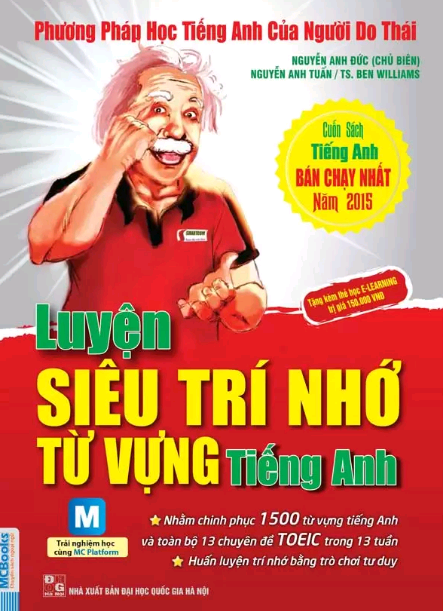 Phương Pháp Học Tiếng Anh Của Người Do Thái
NGUYỄN ANH ĐỨC (CHỦ BIÊN)
NGUYỄN ANH TUẤN / TS. BEN WILLIAMS
Cuốn Sách
Tiếng Anh
BÁN CHẠY NHẤT
Năm 2015
Tặng kèm thẻ học E-LEARNING
trị giá 150.000 VNĐ
Luyện
SIÊU TRÍ NHỚ
TỪ VỰNG Tiếng Anh
M
Trải nghiệm học
cùng MC Platform
★ Nhằm chinh phục 1500 từ vựng tiếng Anh
và toàn bộ 13 chuyên đề TOEIC trong 13 tuần
★ Huấn luyện trí nhớ bằng trò chơi tư duy
MCBooks
NHÀ XUẤT BẢN ĐẠI HỌC QUỐC GIA HÀ NỘI